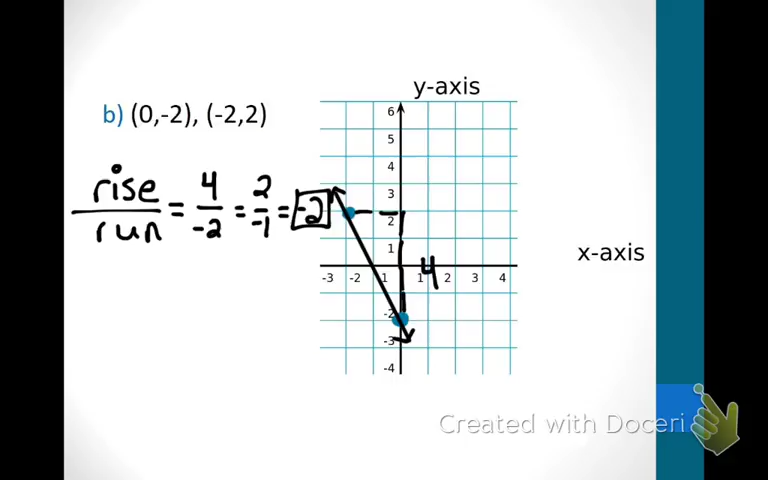 y-axis
b) (0,-2), (-2,2)
rise/run = 4/-2 = 2/-1 = -2
6
5
4
3
2
1
4
x-axis
-3 -2 1 1 2 3 4
-2
-3
-4
Created with Doceri